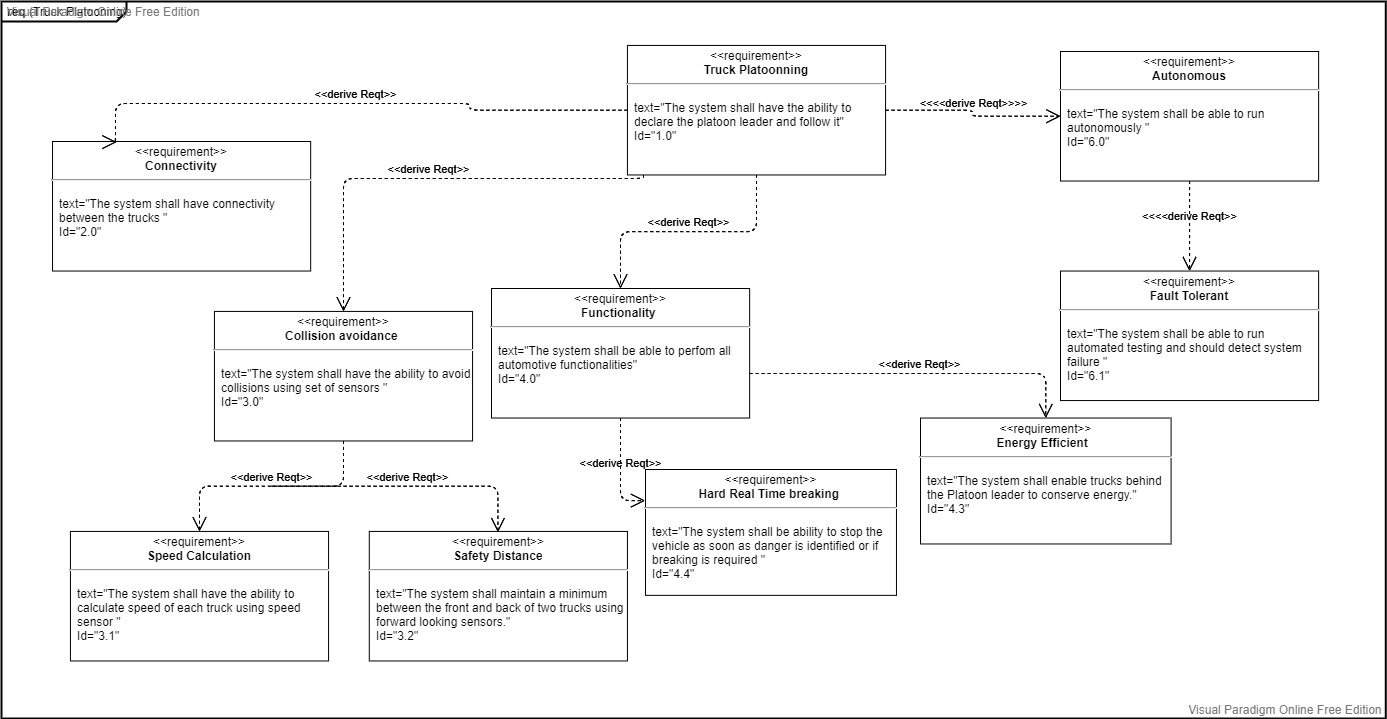 req [Truck Platooning]
Visual Paradigm Online Free Edition
<<requirement>>
Truck Platoonning
text="The system shall have the ability to
declare the platoon leader and follow it"
Id="1.0"
<<requirement>>
Autonomous
text="The system shall be able to run
autonomously "
Id="6.0"
<<derive Reqt>>
<<<<derive Reqt>>>>
<<requirement>>
Connectivity
text="The system shall have connectivity
between the trucks "
Id="2.0"
<<derive Reqt>>
<<derive Reqt>>
<<<<derive Reqt>>
<<requirement>>
Collision avoidance
text="The system shall have the ability to avoid
collisions using set of sensors "
Id="3.0"
<<requirement>>
Functionality
text="The system shall be able to perfom all
automotive functionalities"
Id="4.0"
<<requirement>>
Fault Tolerant
text="The system shall be able to run
automated testing and should detect system
failure "
Id="6.1"
<<derive Reqt>>
<<requirement>>
Energy Efficient
text="The system shall enable trucks behind
the Platoon leader to conserve energy."
Id="4.3"
<<derive Reqt>>
<<derive Reqt>>
<<derive Reqt>>
<<requirement>>
Hard Real Time breaking
text="The system shall be ability to stop the
vehicle as soon as danger is identified or if
breaking is required "
Id="4.4"
<<requirement>>
Speed Calculation
text="The system shall have the ability to
calculate speed of each truck using speed
sensor "
Id="3.1"
<<requirement>>
Safety Distance
text="The system shall maintain a minimum
between the front and back of two trucks using
forward looking sensors."
Id="3.2"
Visual Paradigm Online Free Edition